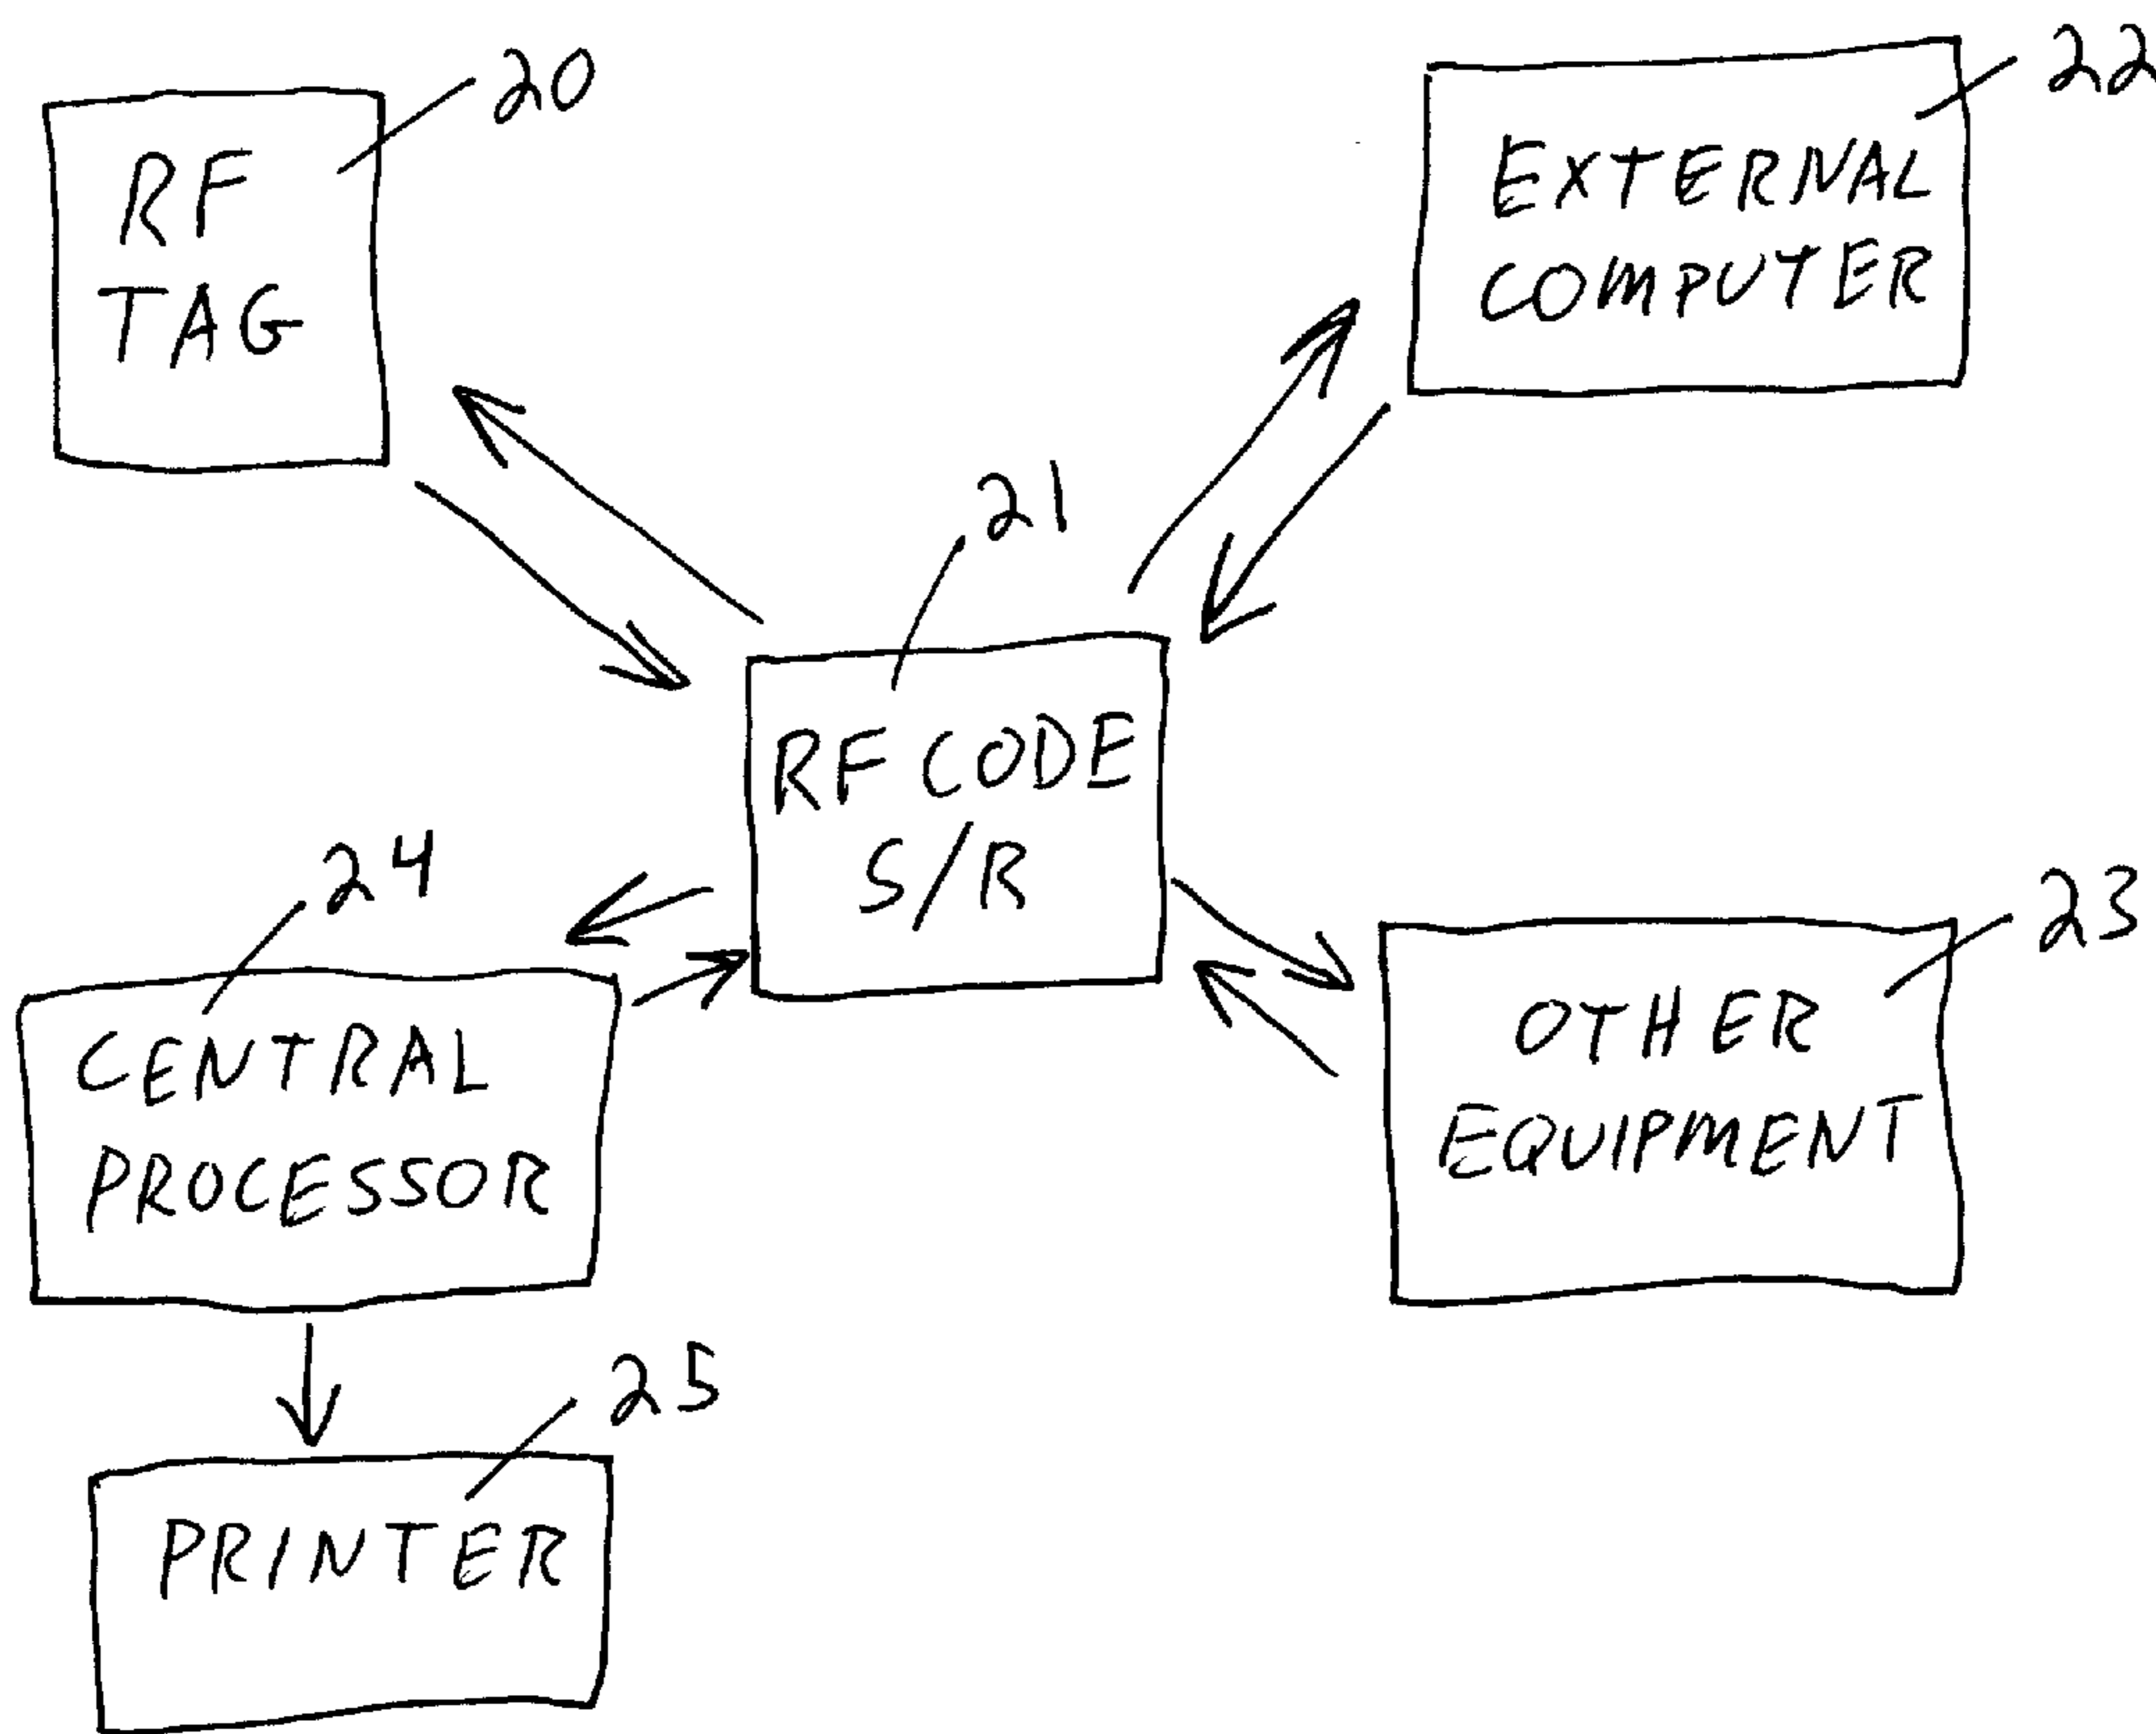 20
RF
TAG
22
EXTERNAL
COMPUTER
21
RF CODE
S/R
24
CENTRAL
PROCESSOR
23
OTHER
EQUIPMENT
25
PRINTER